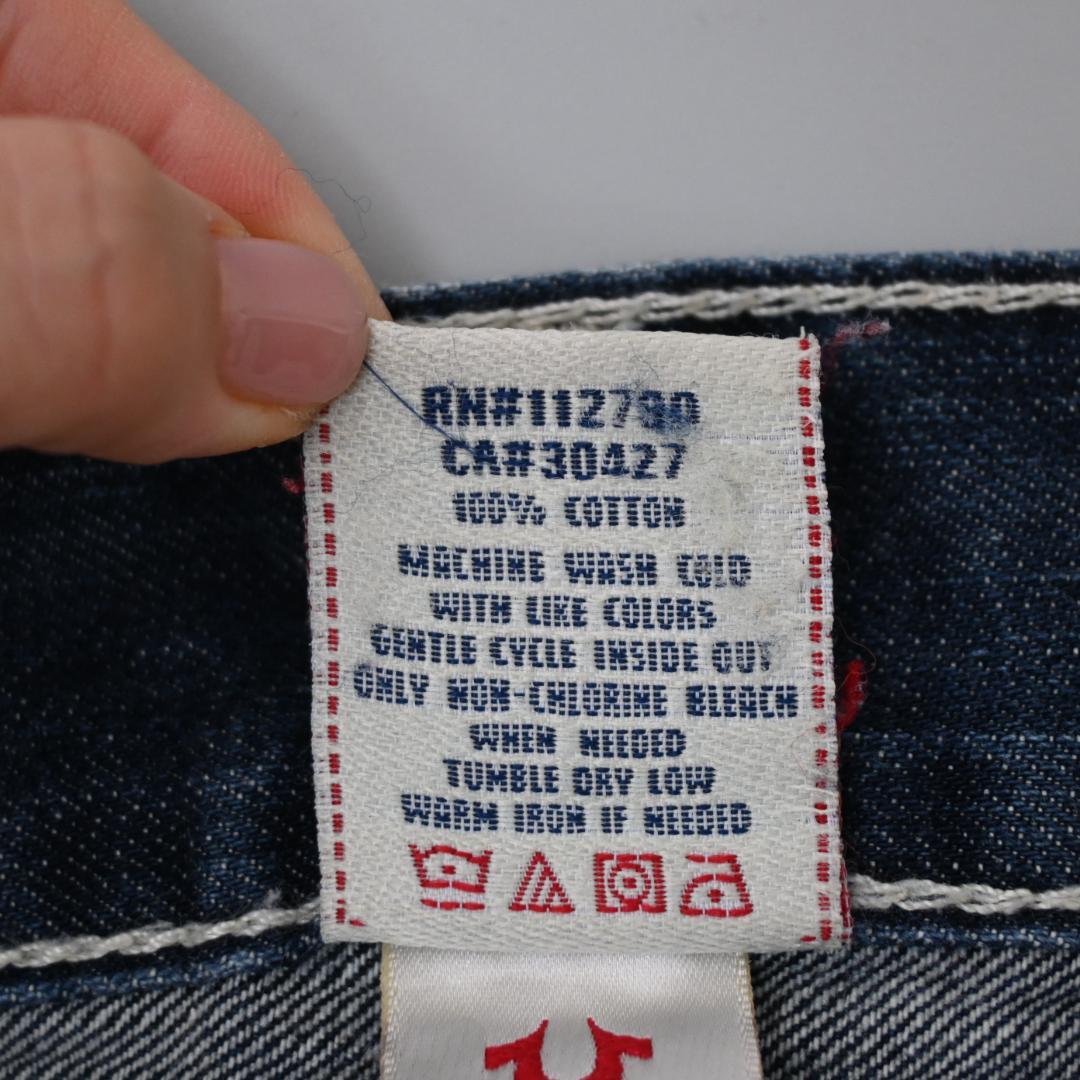 RN#112790
CA#30427
100% COTTON
MACHINE WASH COLD
WITH LIKE COLORS
GENTLE CYCLE INSIDE OUT
ONLY NON-CHLORINE BLEACH
WHEN NEEDED
TUMBLE DRY LOW
WARM IRON IF NEEDED